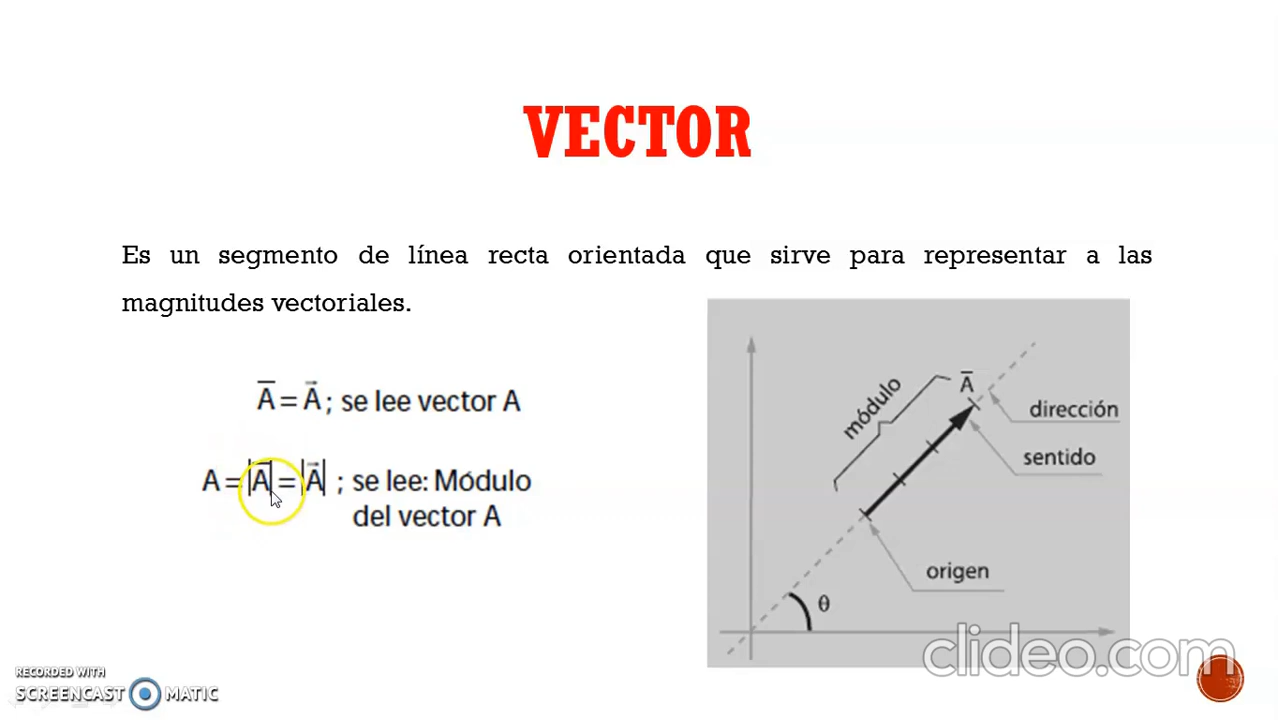 VECTOR
Es un segmento de línea recta orientada que sirve para representar a las
magnitudes vectoriales.
A̅ = A⃗ ; se lee vector A
A = |A̅| = |A⃗| ; se lee: Módulo
del vector A
módulo
A̅
dirección
sentido
origen
θ
clideo.com
RECORDED WITH
SCREENCAST MATIC